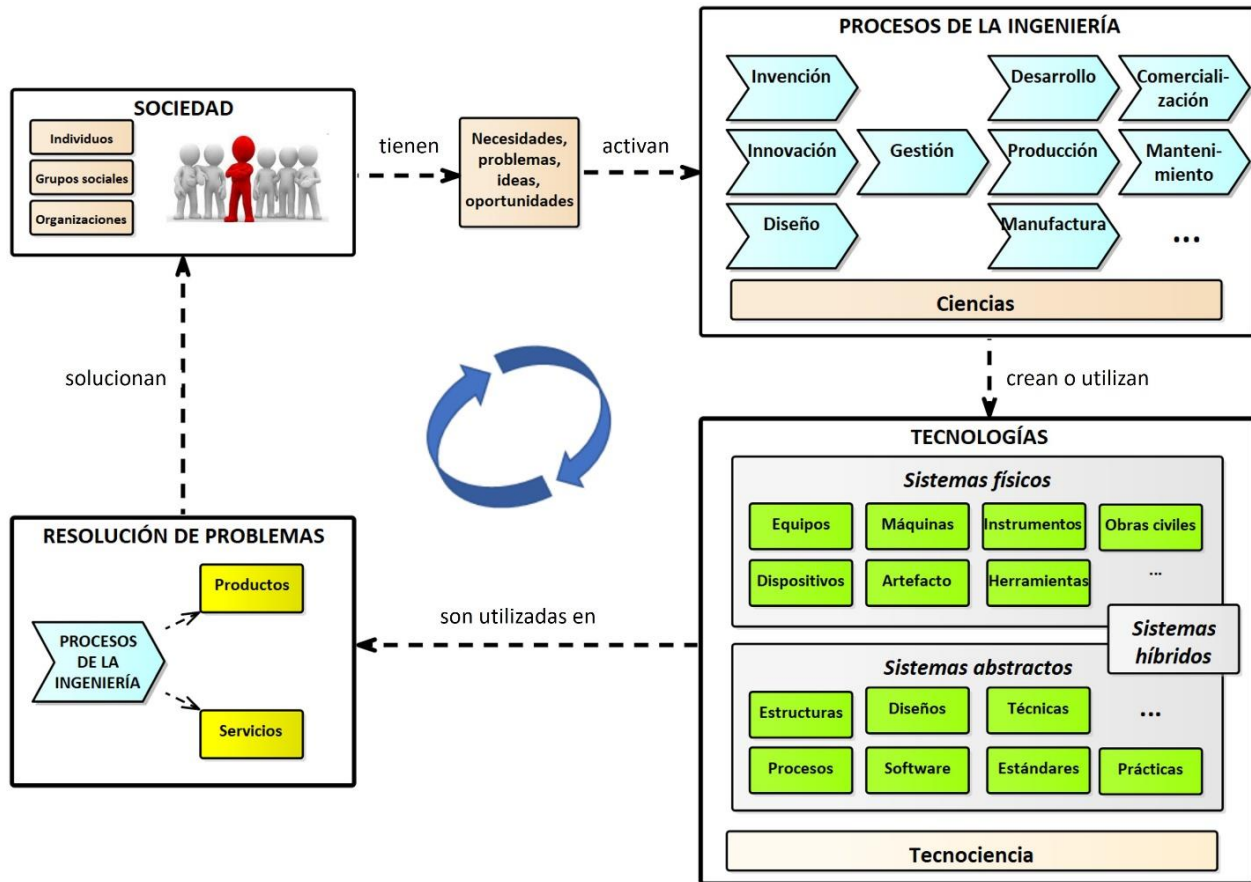 SOCIEDAD
Individuos
Grupos sociales
Organizaciones
tienen
Necesidades,
problemas,
ideas,
oportunidades
activan
PROCESOS DE LA INGENIERÍA
Invención
Desarrollo
Comerciali-
zación
Innovación
Gestión
Producción
Manteni-
miento
Diseño
Manufactura
...
Ciencias
crean o utilizan
TECNOLOGÍAS
Sistemas físicos
Equipos
Máquinas
Instrumentos
Obras civiles
Dispositivos
Artefacto
Herramientas
...
Sistemas
híbridos
Sistemas abstractos
Estructuras
Diseños
Técnicas
...
Procesos
Software
Estándares
Prácticas
Tecnociencia
son utilizadas en
RESOLUCIÓN DE PROBLEMAS
PROCESOS
DE LA
INGENIERÍA
Productos
Servicios
solucionan